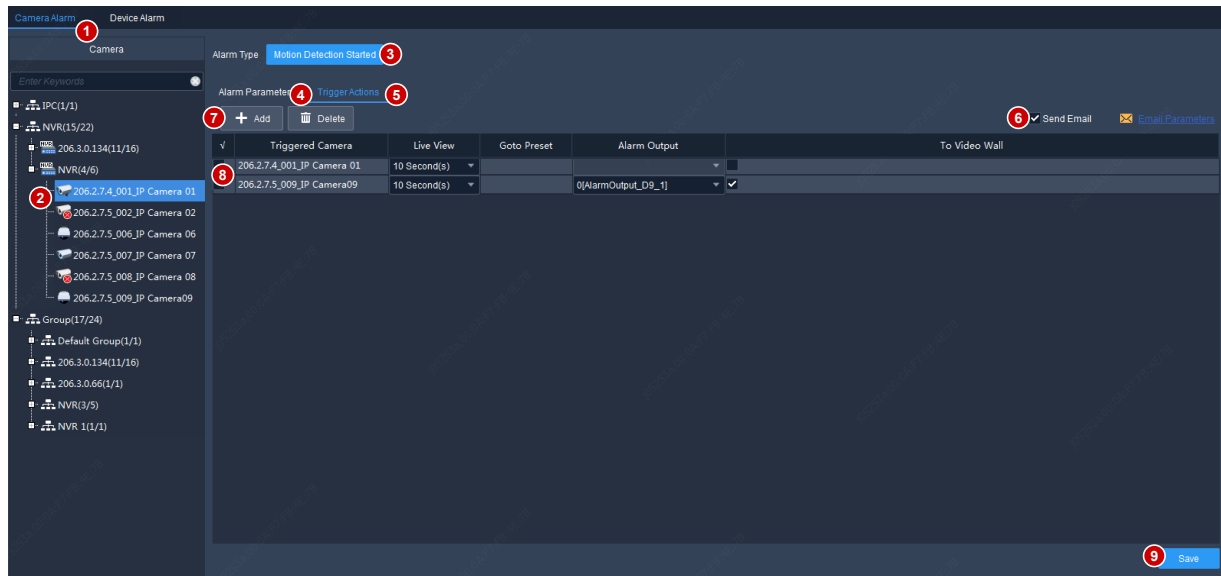 Camera Alarm Device Alarm
1
Camera
Alarm Type Motion Detection Started 3
Enter Keywords
Alarm Parameter 4 Trigger Actions 5
IPC(1/1)
7 Add Delete 6 Send Email Email Parameters
NVR(15/22)
√ Triggered Camera Live View Goto Preset Alarm Output To Video Wall
206.3.0.134(11/16)
206.2.7.4_001_IP Camera 01 10 Second(s)
NVR(4/6)
8
206.2.7.5_009_IP Camera09 10 Second(s) 0[AlarmOutput_D9_1]
2 206.2.7.4_001_IP Camera 01
206.2.7.5_002_IP Camera 02
206.2.7.5_006_IP Camera 06
206.2.7.5_007_IP Camera 07
206.2.7.5_008_IP Camera 08
206.2.7.5_009_IP Camera09
Group(17/24)
Default Group(1/1)
206.3.0.134(11/16)
206.3.0.66(1/1)
NVR(3/5)
NVR 1(1/1)
9 Save